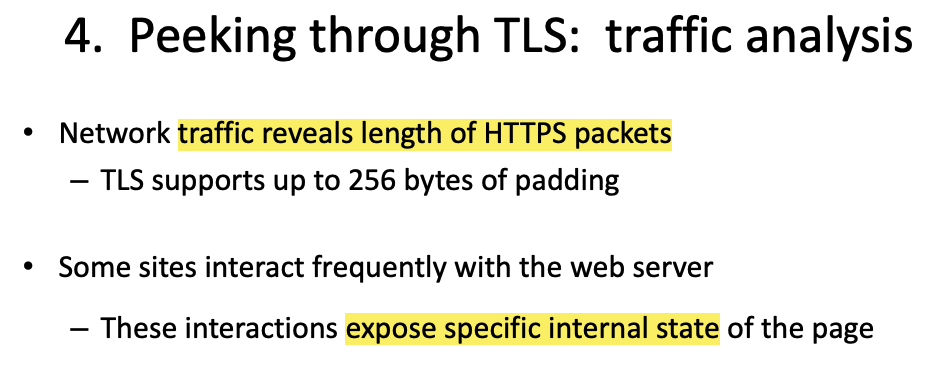 4. Peeking through TLS: traffic analysis
• Network traffic reveals length of HTTPS packets
– TLS supports up to 256 bytes of padding
• Some sites interact frequently with the web server
– These interactions expose specific internal state of the page